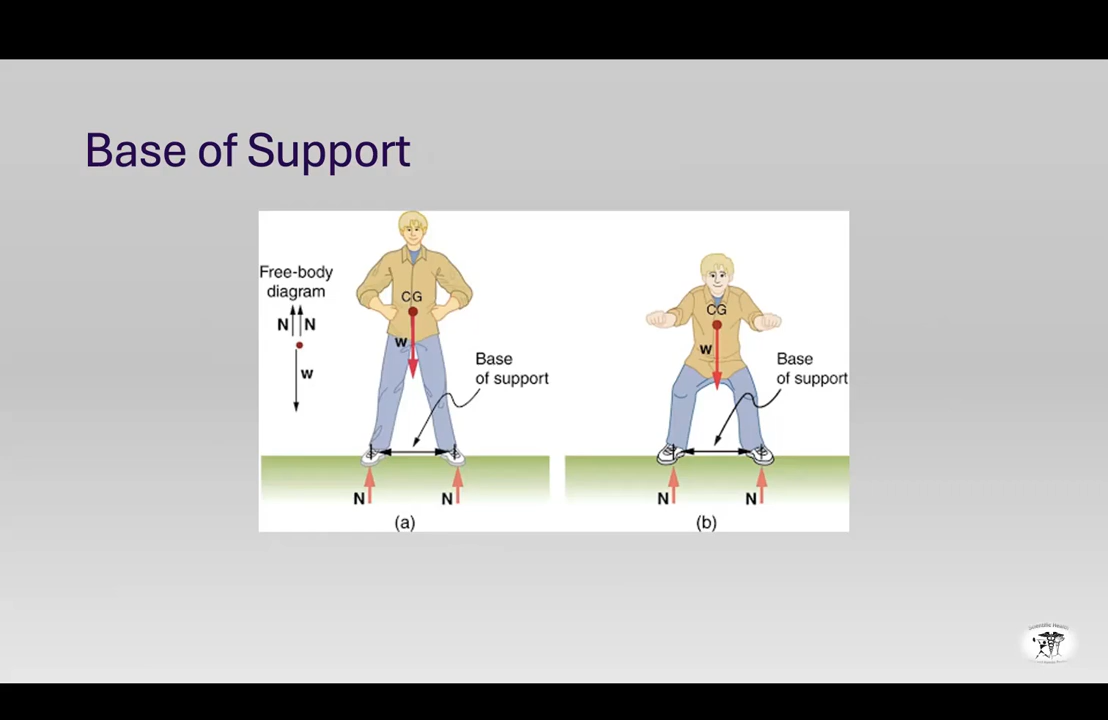 Base of Support
Free-body
diagram
N N
w
CG
w
Base
of support
N N
(a)
CG
w
Base
of support
N N
(b)